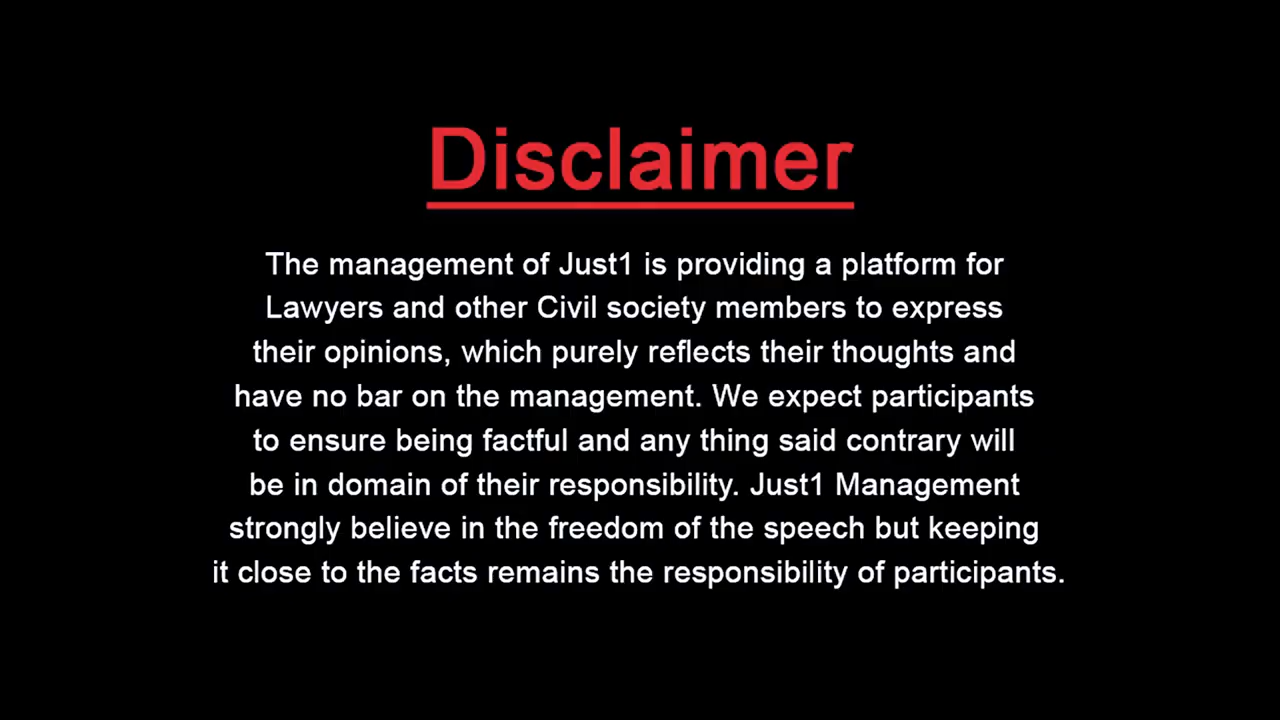 Disclaimer
The management of Just1 is providing a platform for
Lawyers and other Civil society members to express
their opinions, which purely reflects their thoughts and
have no bar on the management. We expect participants
to ensure being factful and any thing said contrary will
be in domain of their responsibility. Just1 Management
strongly believe in the freedom of the speech but keeping
it close to the facts remains the responsibility of participants.